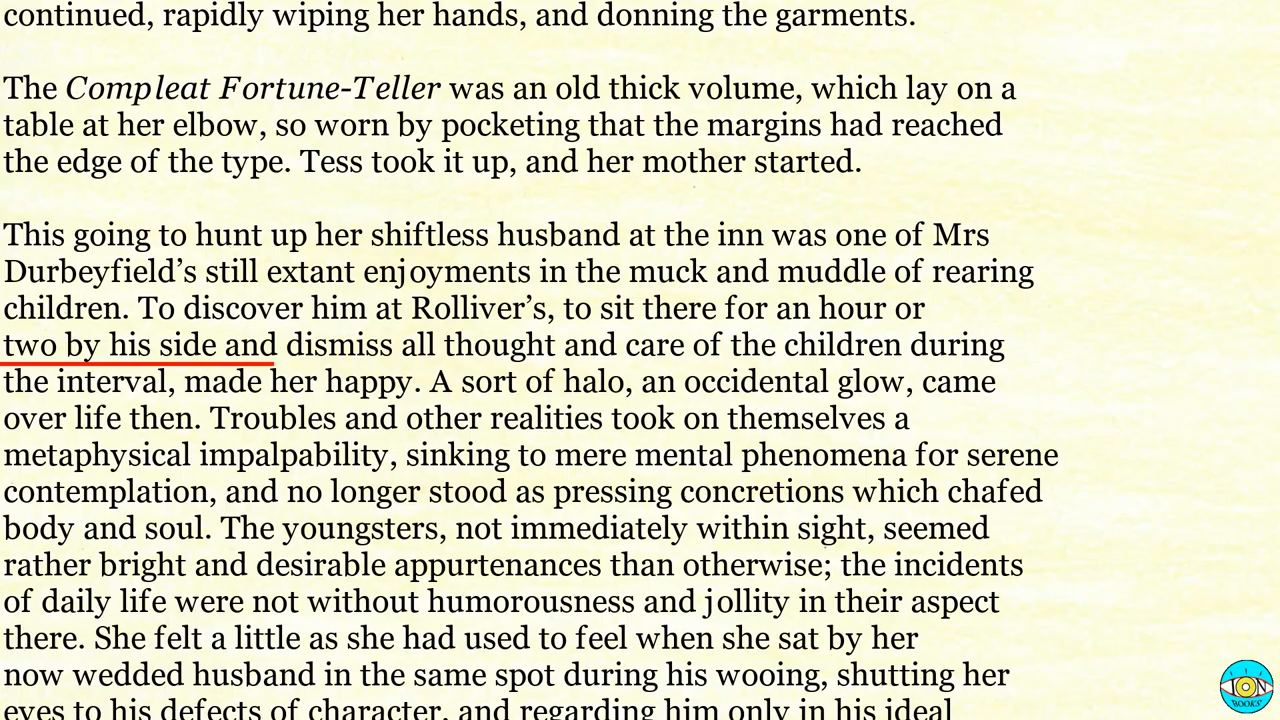 continued, rapidly wiping her hands, and donning the garments.
The Compleat Fortune-Teller was an old thick volume, which lay on a
table at her elbow, so worn by pocketing that the margins had reached
the edge of the type. Tess took it up, and her mother started.
This going to hunt up her shiftless husband at the inn was one of Mrs
Durbeyfield’s still extant enjoyments in the muck and muddle of rearing
children. To discover him at Rolliver’s, to sit there for an hour or
two by his side and dismiss all thought and care of the children during
the interval, made her happy. A sort of halo, an occidental glow, came
over life then. Troubles and other realities took on themselves a
metaphysical impalpability, sinking to mere mental phenomena for serene
contemplation, and no longer stood as pressing concretions which chafed
body and soul. The youngsters, not immediately within sight, seemed
rather bright and desirable appurtenances than otherwise; the incidents
of daily life were not without humorousness and jollity in their aspect
there. She felt a little as she had used to feel when she sat by her
now wedded husband in the same spot during his wooing, shutting her
eyes to his defects of character, and regarding him only in his ideal
BOOKS